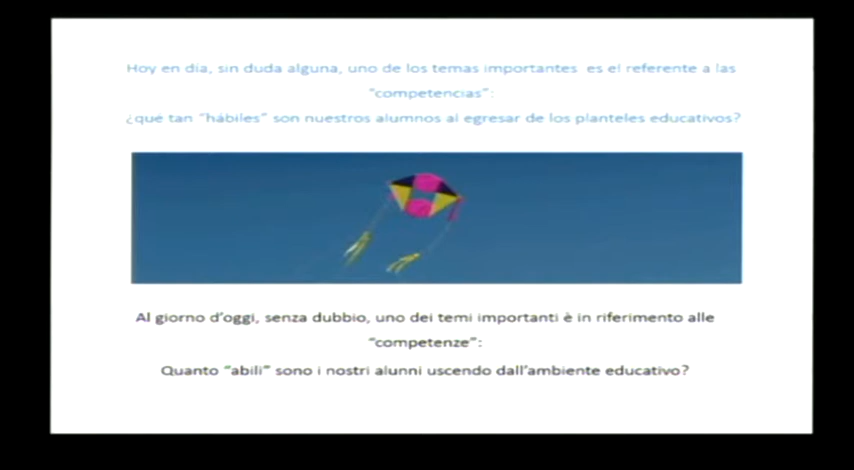 Hoy en día, sin duda alguna, uno de los temas importantes es el referente a las
"competencias":
¿qué tan "hábiles" son nuestros alumnos al egresar de los planteles educativos?
Al giorno d'oggi, senza dubbio, uno dei temi importanti è in riferimento alle
"competenze":
Quanto "abili" sono i nostri alunni uscendo dall'ambiente educativo?